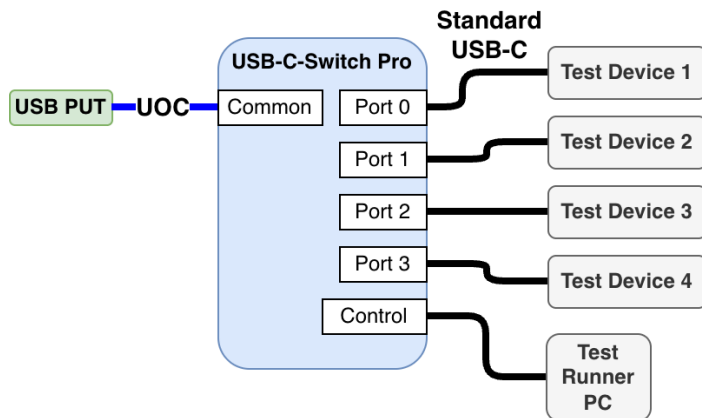 Standard
USB-C
USB-C-Switch Pro
USB PUT
UOC
Common
Port 0
Port 1
Port 2
Port 3
Control
Test Device 1
Test Device 2
Test Device 3
Test Device 4
Test
Runner
PC